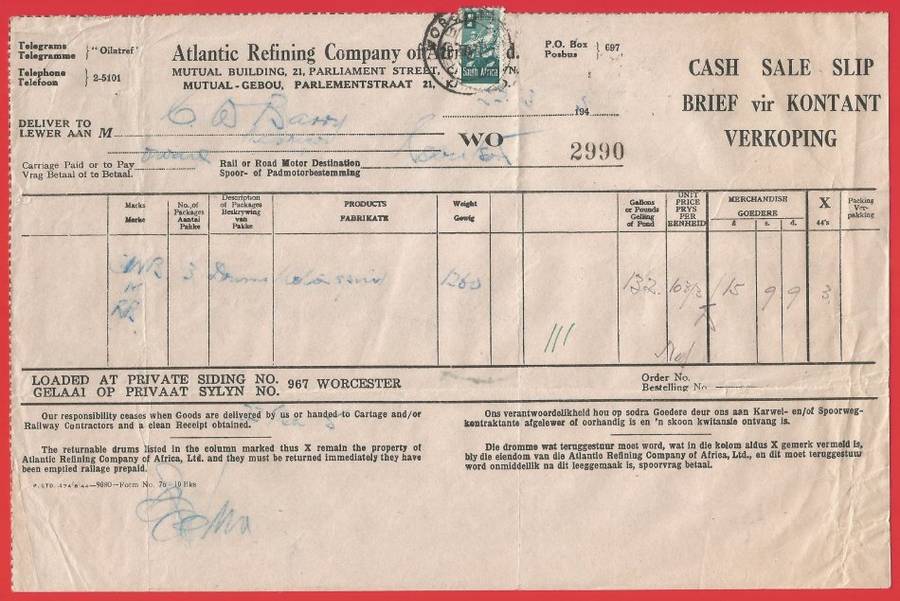 Telegrams
Telegramme } "Oilatref"
Telephone
Telefoon } 2-5101
Atlantic Refining Company of d.
MUTUAL BUILDING, 21, PARLIAMENT STREET,
MUTUAL-GEBOU, PARLEMENTSTRAAT 21,
South Africa
P.O. Box
Posbus } 697
CASH SALE SLIP
BRIEF vir KONTANT
VERKOPING
194
DELIVER TO
LEWER AAN M C D Barry
WO 2990
Carriage Paid or to Pay
Vrag Betaal of te Betaal.
Rail or Road Motor Destination
Spoor- of Padmotorbestemming
Marks
Merke
No. of Packages
Aantal Pakke
Description of Packages
Beskrywing van Pakke
PRODUCTS
FABRIKATE
Weight
Gewig
Gallons or Pounds
Gelling of Pond
UNIT PRICE
PRYS PER EENHEID
MERCHANDISE
GOEDERE
s. d.
X
44's
Packing
Ver-pakking
3 Drums 1260 132 15 9 9 3
RR
LOADED AT PRIVATE SIDING NO.
GELAAI OP PRIVAAT SYLYN NO. 967 WORCESTER
Order No.
Bestelling No.
Our responsibility ceases when Goods are delivered by us or handed to Cartage and/or
Railway Contractors and a clean Receipt obtained.
The returnable drums listed in the column marked thus X remain the property of
Atlantic Refining Company of Africa, Ltd. and they must be returned immediately they have
been emptied railage prepaid.
Ons verantwoordelikheid hou op sodra Goedere deur ons aan Karwei- en/of Spoorweg-
kontraktante afgelewer of oorhandig is en 'n skoon kwitansie ontvang is.
Die dromme wat teruggestuur moet word, wat in die kolom aldus X gemerk vermeld is,
bly die eiendom van die Atlantic Refining Company of Africa, Ltd., en dit moet teruggestuur
word onmiddelik na dit leeggemaak is, spoorvrag betaal.
Form No. 76